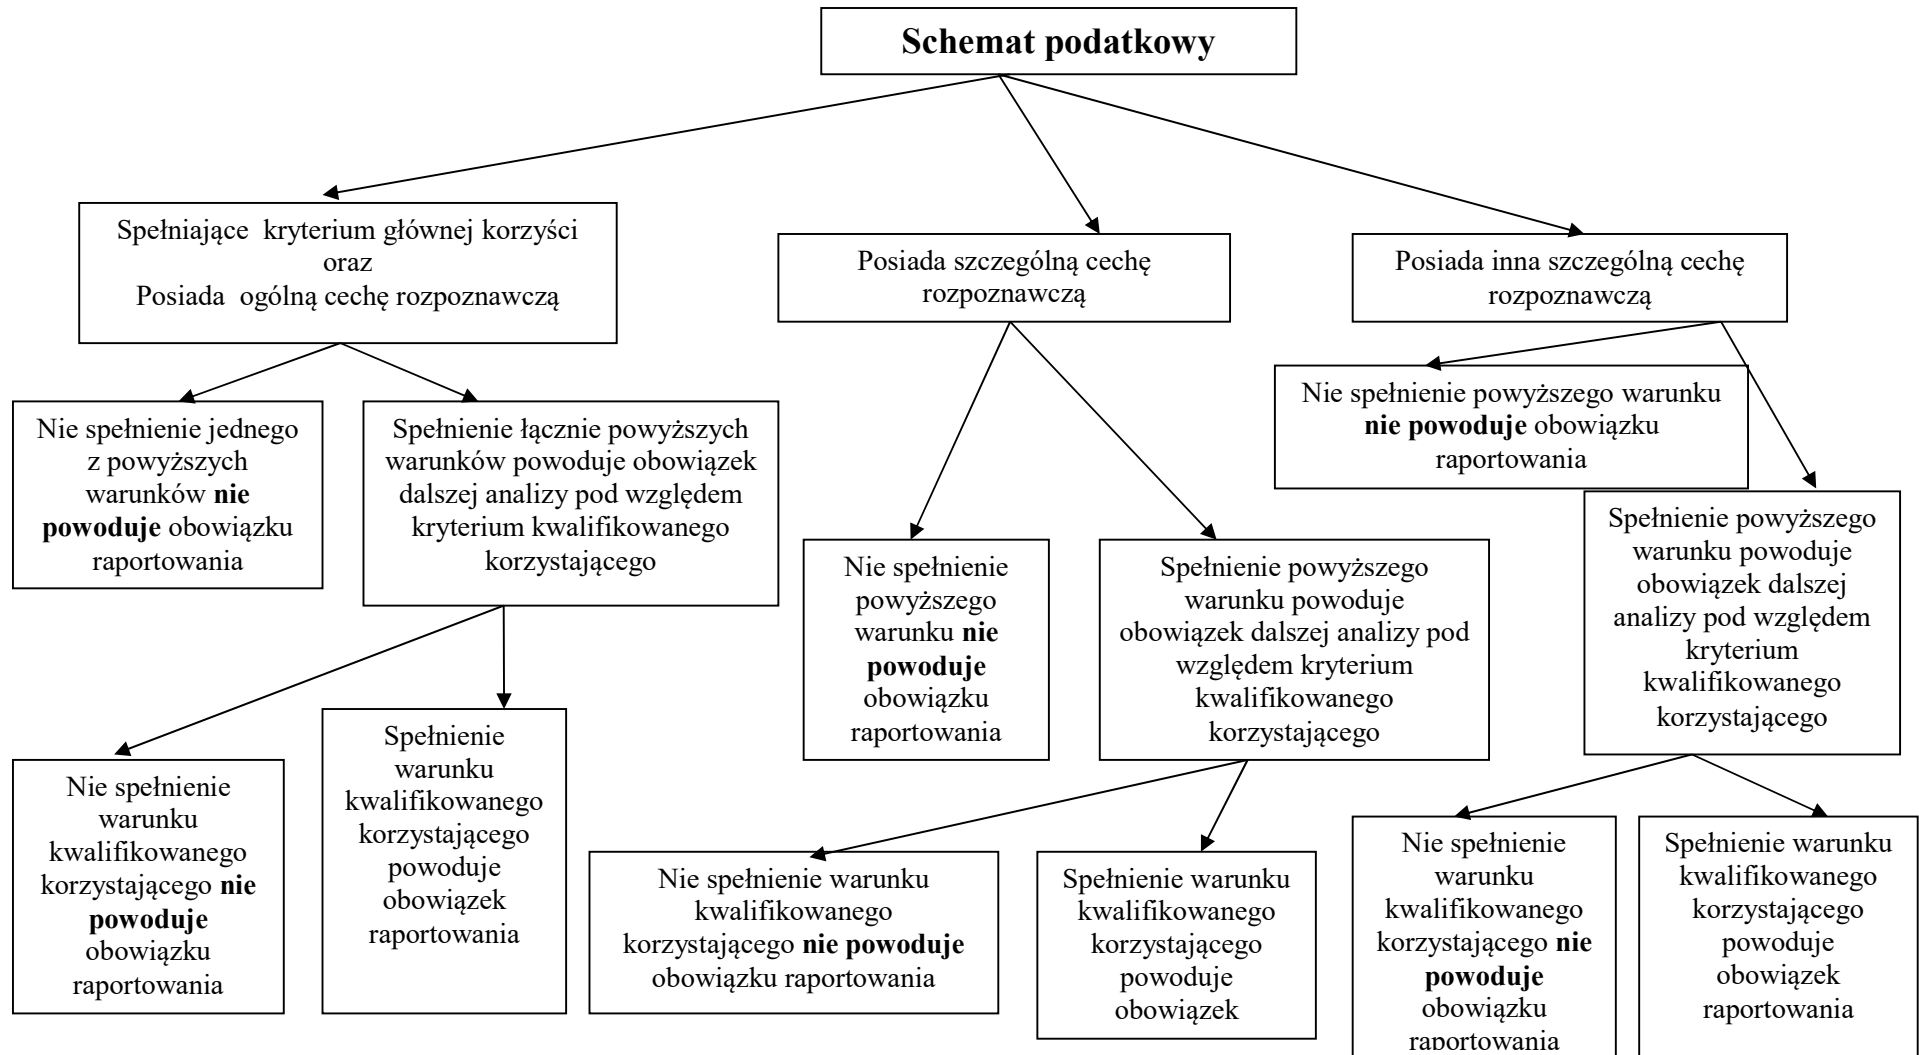 Schemat podatkowy
Spełniające kryterium głównej korzyści
oraz
Posiada ogólną cechę rozpoznawczą
Posiada szczególną cechę
rozpoznawczą
Posiada inna szczególną cechę
rozpoznawczą
Nie spełnienie jednego
z powyższych
warunków nie
powoduje obowiązku
raportowania
Spełnienie łącznie powyższych
warunków powoduje obowiązek
dalszej analizy pod względem
kryterium kwalifikowanego
korzystającego
Nie spełnienie
powyższego
warunku nie
powoduje
obowiązku
raportowania
Spełnienie powyższego
warunku powoduje
obowiązek dalszej analizy pod
względem kryterium
kwalifikowanego
korzystającego
Nie spełnienie powyższego warunku
nie powoduje obowiązku
raportowania
Spełnienie powyższego
warunku powoduje
obowiązek dalszej
analizy pod względem
kryterium
kwalifikowanego
korzystającego
Nie spełnienie
warunku
kwalifikowanego
korzystającego nie
powoduje
obowiązku
raportowania
Spełnienie
warunku
kwalifikowanego
korzystającego
powoduje
obowiązek
raportowania
Nie spełnienie warunku
kwalifikowanego
korzystającego nie powoduje
obowiązku raportowania
Spełnienie warunku
kwalifikowanego
korzystającego
powoduje
obowiązek
Nie spełnienie
warunku
kwalifikowanego
korzystającego nie
powoduje
obowiązku
raportowania
Spełnienie warunku
kwalifikowanego
korzystającego
powoduje
obowiązek
raportowania